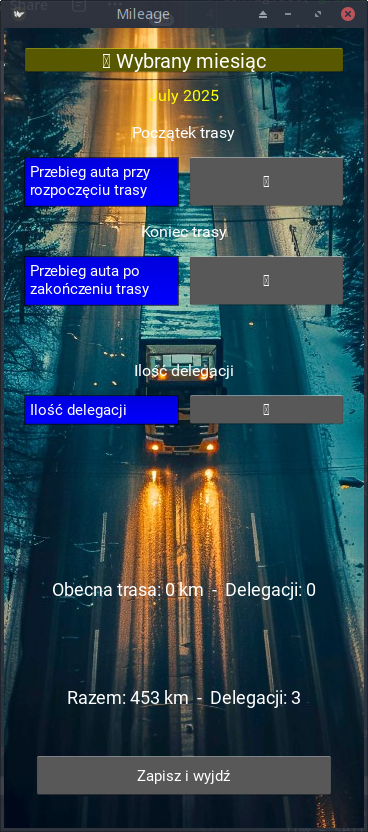 Mileage
Wybrany miesiąc
July 2025
Początek trasy
Przebieg auta przy
rozpoczęciu trasy
Koniec trasy
Przebieg auta po
zakończeniu trasy
Ilość delegacji
Ilość delegacji
Obecna trasa: 0 km - Delegacji: 0
Razem: 453 km - Delegacji: 3
Zapisz i wyjdź